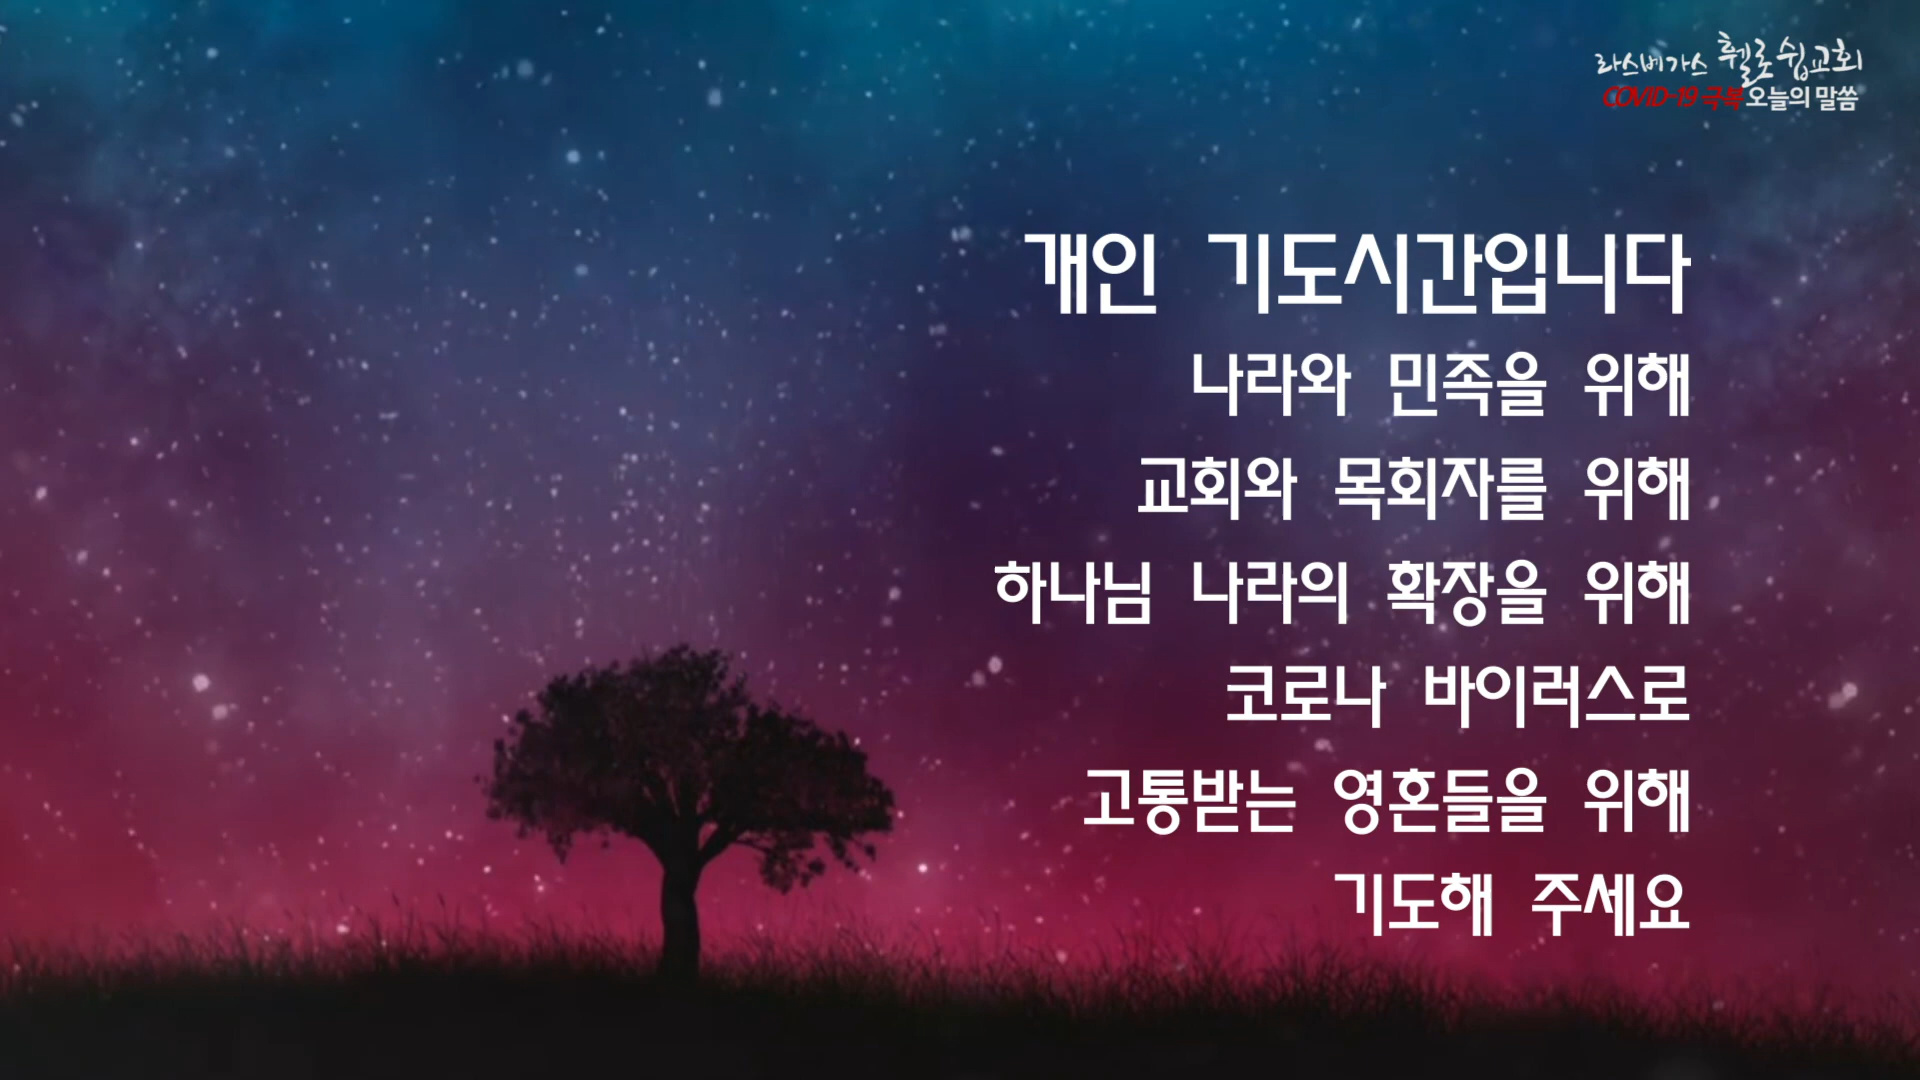 라스베가스 휄로쉽교회
COVID-19 극복 오늘의 말씀
개인 기도시간입니다
나라와 민족을 위해
교회와 목회자를 위해
하나님 나라의 확장을 위해
코로나 바이러스로
고통받는 영혼들을 위해
기도해 주세요